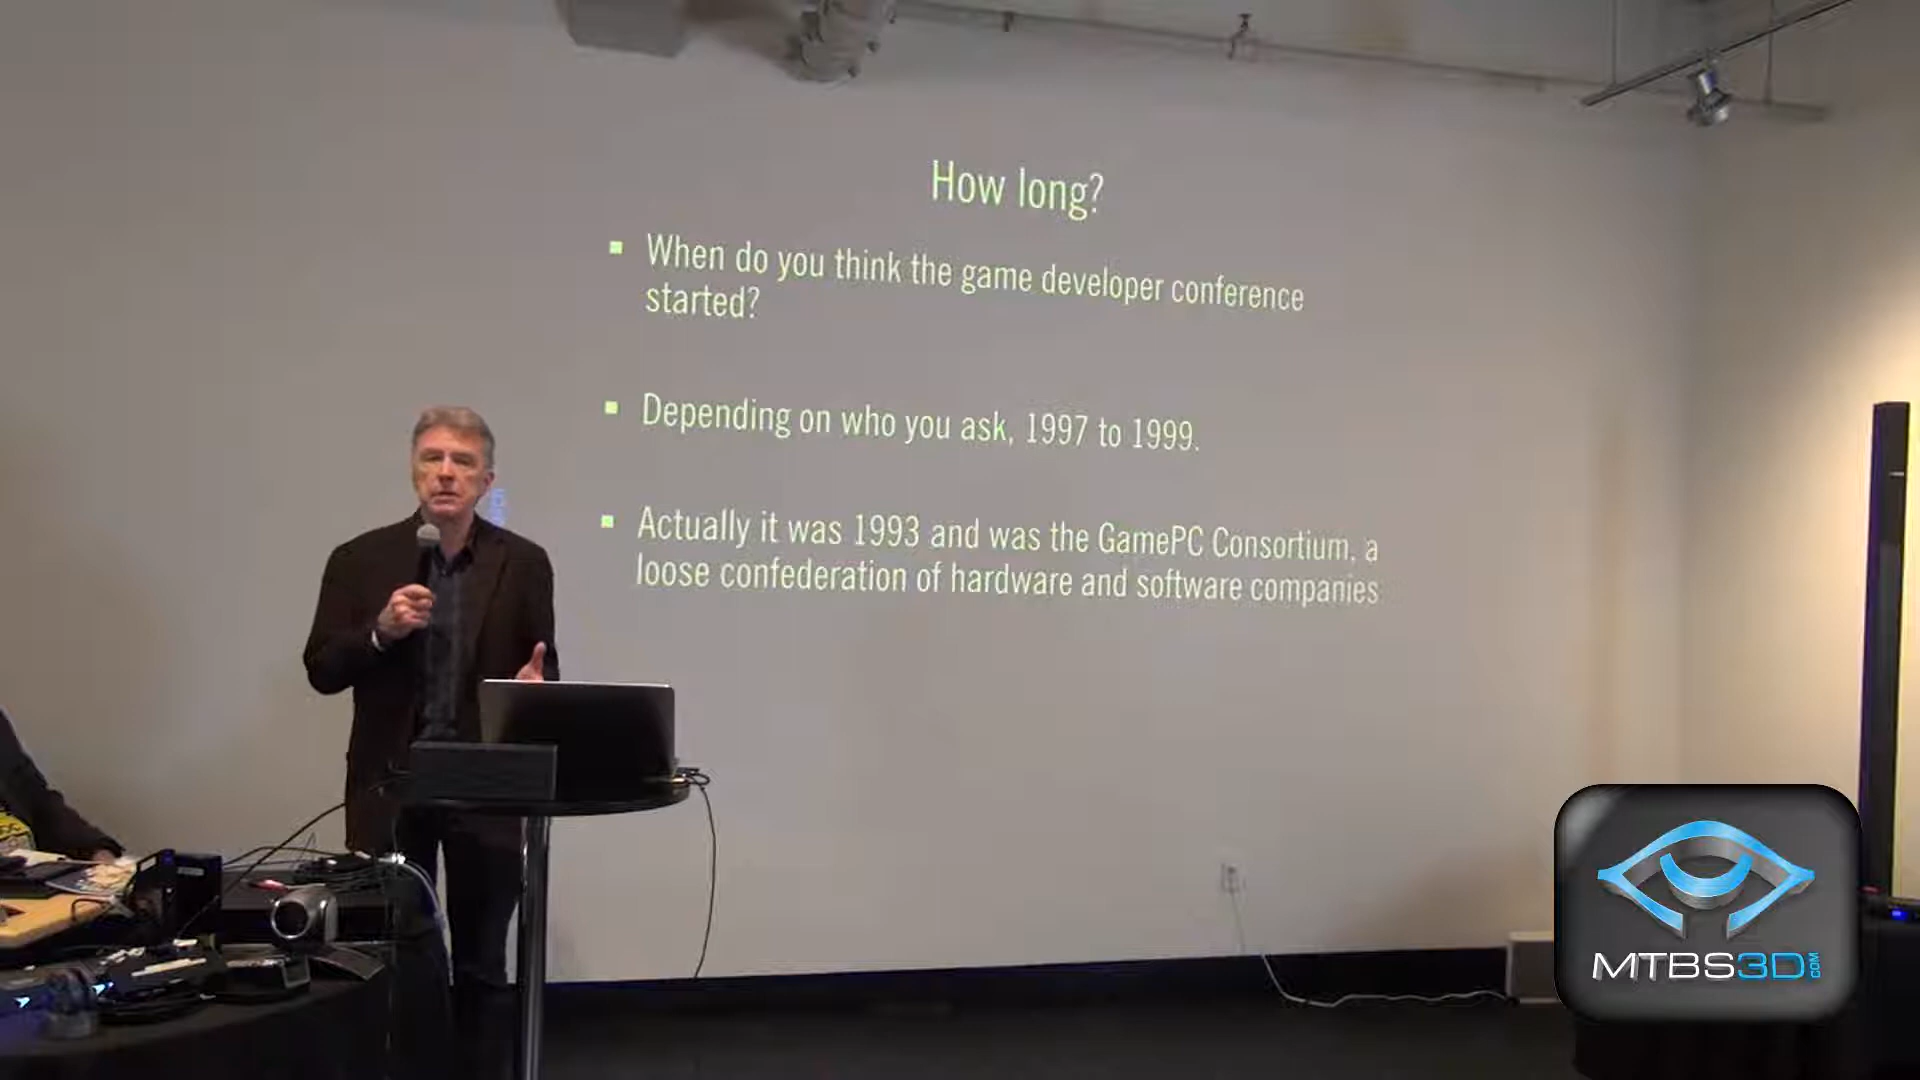 How long?
When do you think the game developer conference
started?
Depending on who you ask, 1997 to 1999.
Actually it was 1993 and was the GamePC Consortium, a
loose confederation of hardware and software companies
MTBS3D.COM